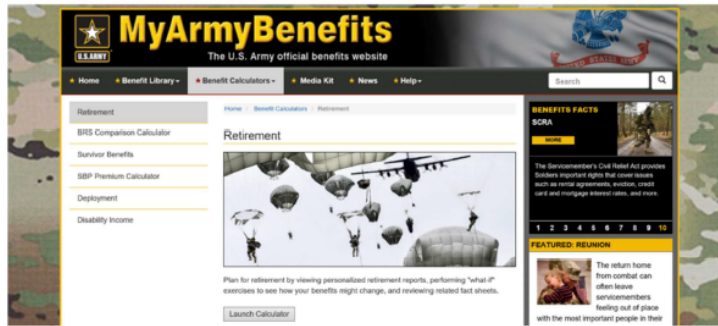 MyArmyBenefits
U.S.ARMY
The U.S. Army official benefits website
Home
Benefit Library
Benefit Calculators
Media Kit
News
Help
Search
Retirement
BRS Comparison Calculator
Survivor Benefits
SBP Premium Calculator
Deployment
Disability Income
Home / Benefit Calculators / Retirement
Retirement
Plan for retirement by viewing personalized retirement reports, performing "what-if"
exercises to see how your benefits might change, and reviewing related fact sheets.
Launch Calculator
BENEFITS FACTS
SCRA
MORE
The Servicemember's Civil Relief Act provides
Soldiers important rights that cover issues
such as rental agreements, eviction, credit
card and mortgage interest rates, and more.
1 2 3 4 5 6 7 8 9 10
FEATURED: REUNION
The return home
from combat can
often leave
servicemembers
feeling out of place
with the most important people in their